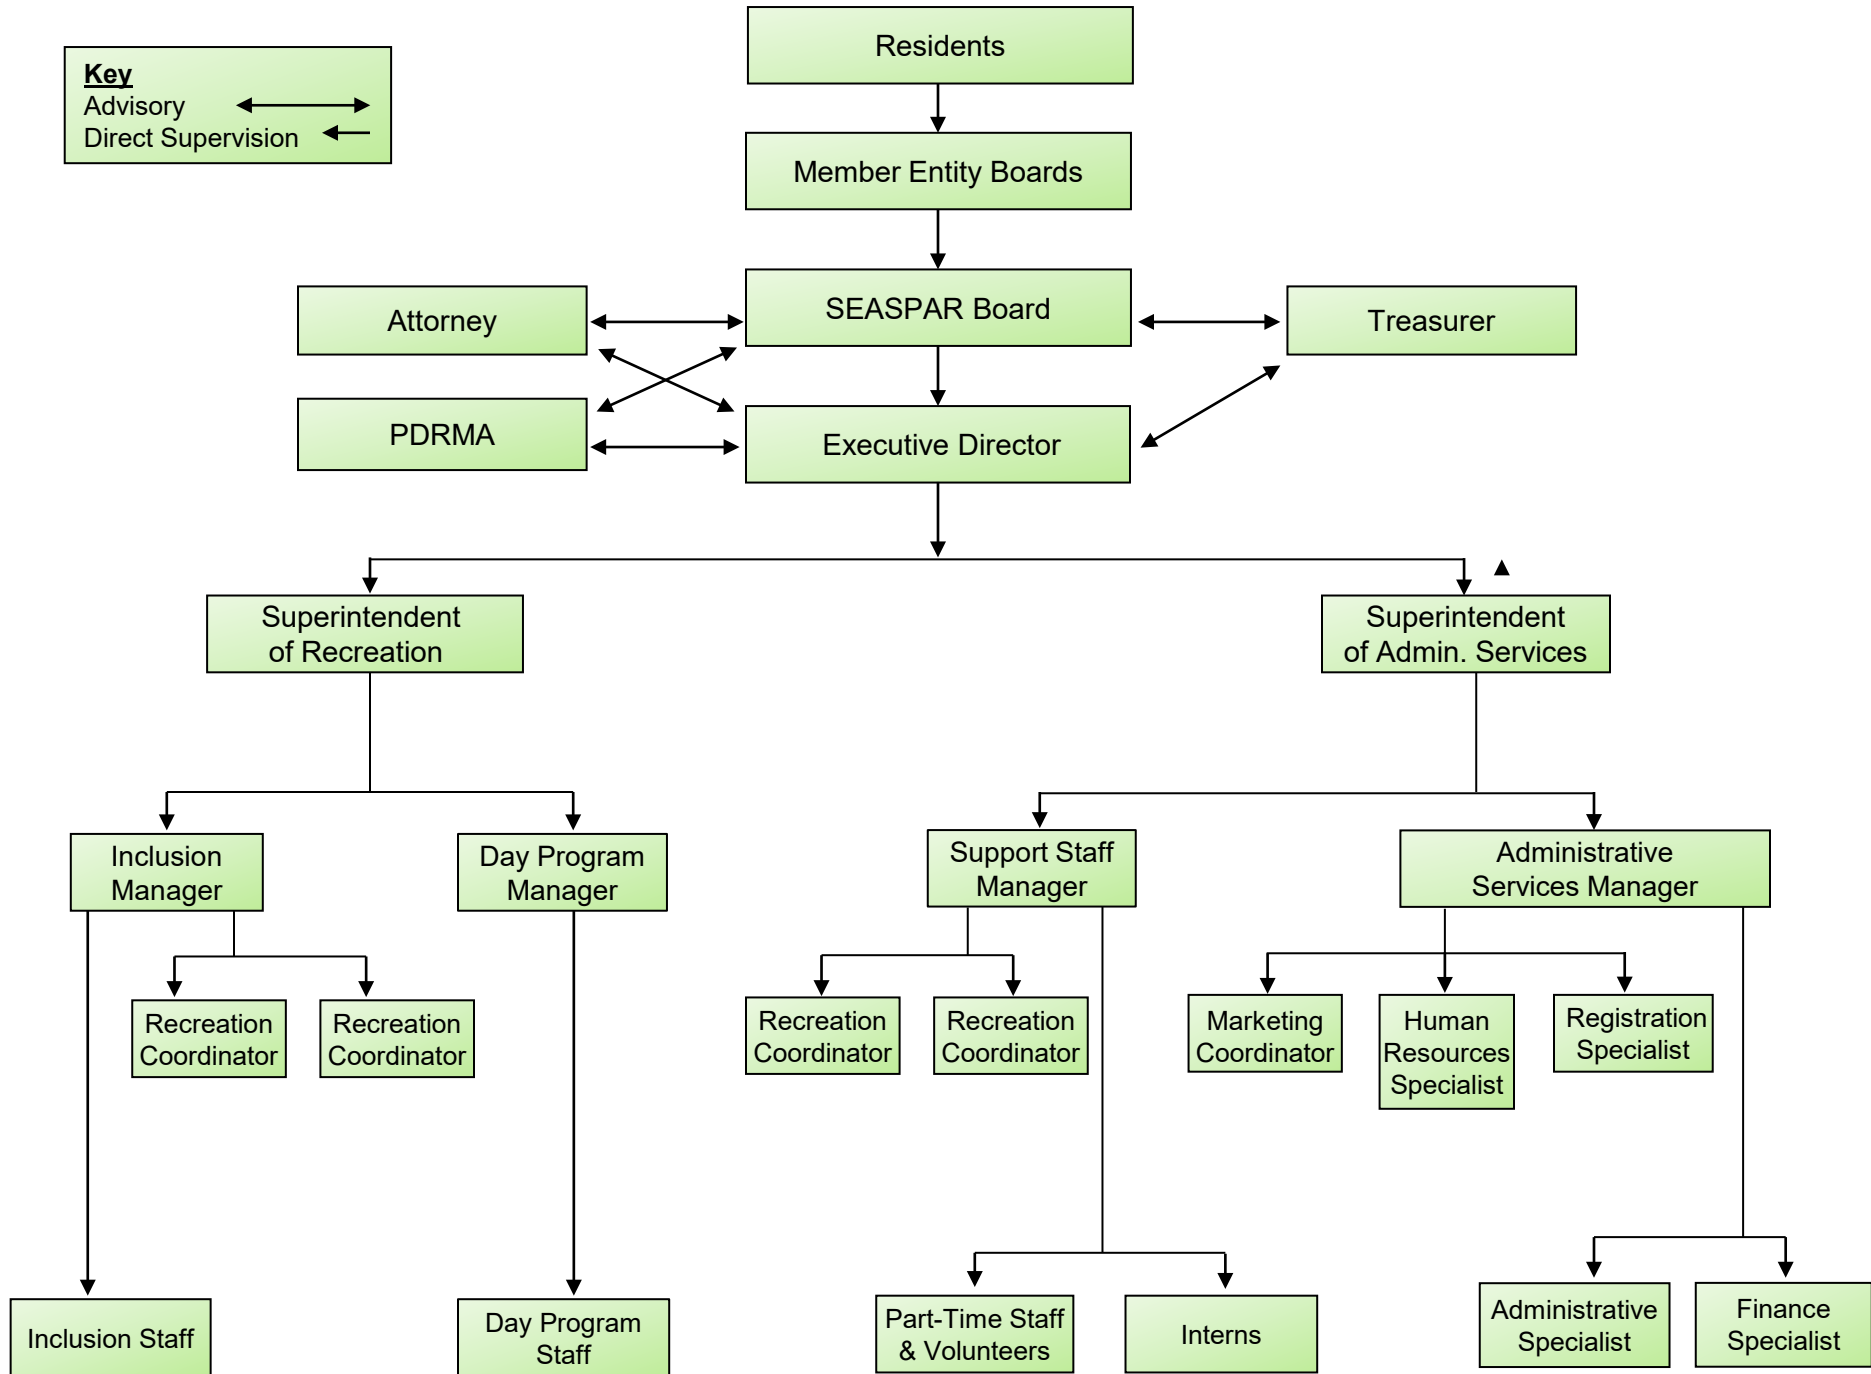 Residents
Key
Advisory
Direct Supervision
Member Entity Boards
Attorney
SEASPAR Board
Treasurer
PDRMA
Executive Director
Superintendent
of Recreation
Superintendent
of Admin. Services
Inclusion
Manager
Day Program
Manager
Support Staff
Manager
Administrative
Services Manager
Recreation
Coordinator
Recreation
Coordinator
Recreation
Coordinator
Recreation
Coordinator
Marketing
Coordinator
Human
Resources
Specialist
Registration
Specialist
Inclusion Staff
Day Program
Staff
Part-Time Staff
& Volunteers
Interns
Administrative
Specialist
Finance
Specialist